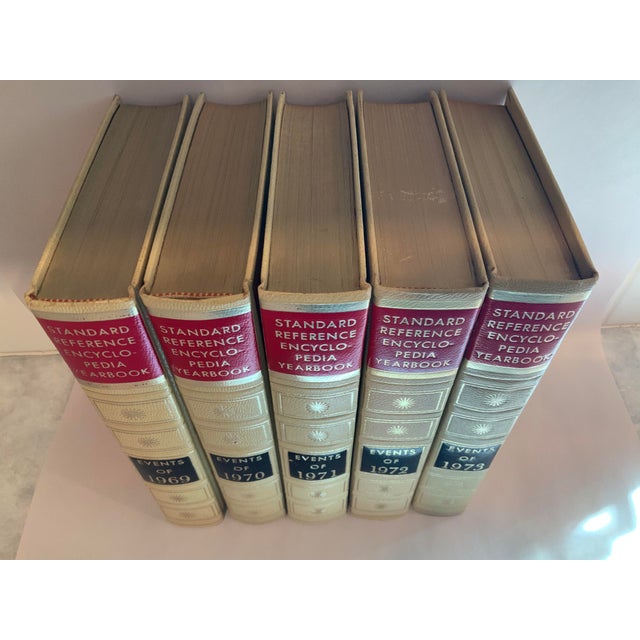 STANDARD
REFERENCE
ENCYCLO-
PEDIA
YEARBOOK
EVENTS
OF
1969
STANDARD
REFERENCE
ENCYCLO-
PEDIA
YEARBOOK
EVENTS
OF
1970
STANDARD
REFERENCE
ENCYCLO-
PEDIA
YEARBOOK
EVENTS
OF
1971
STANDARD
REFERENCE
ENCYCLO-
PEDIA
YEARBOOK
EVENTS
OF
1972
STANDARD
REFERENCE
ENCYCLO-
PEDIA
YEARBOOK
EVENTS
OF
1973